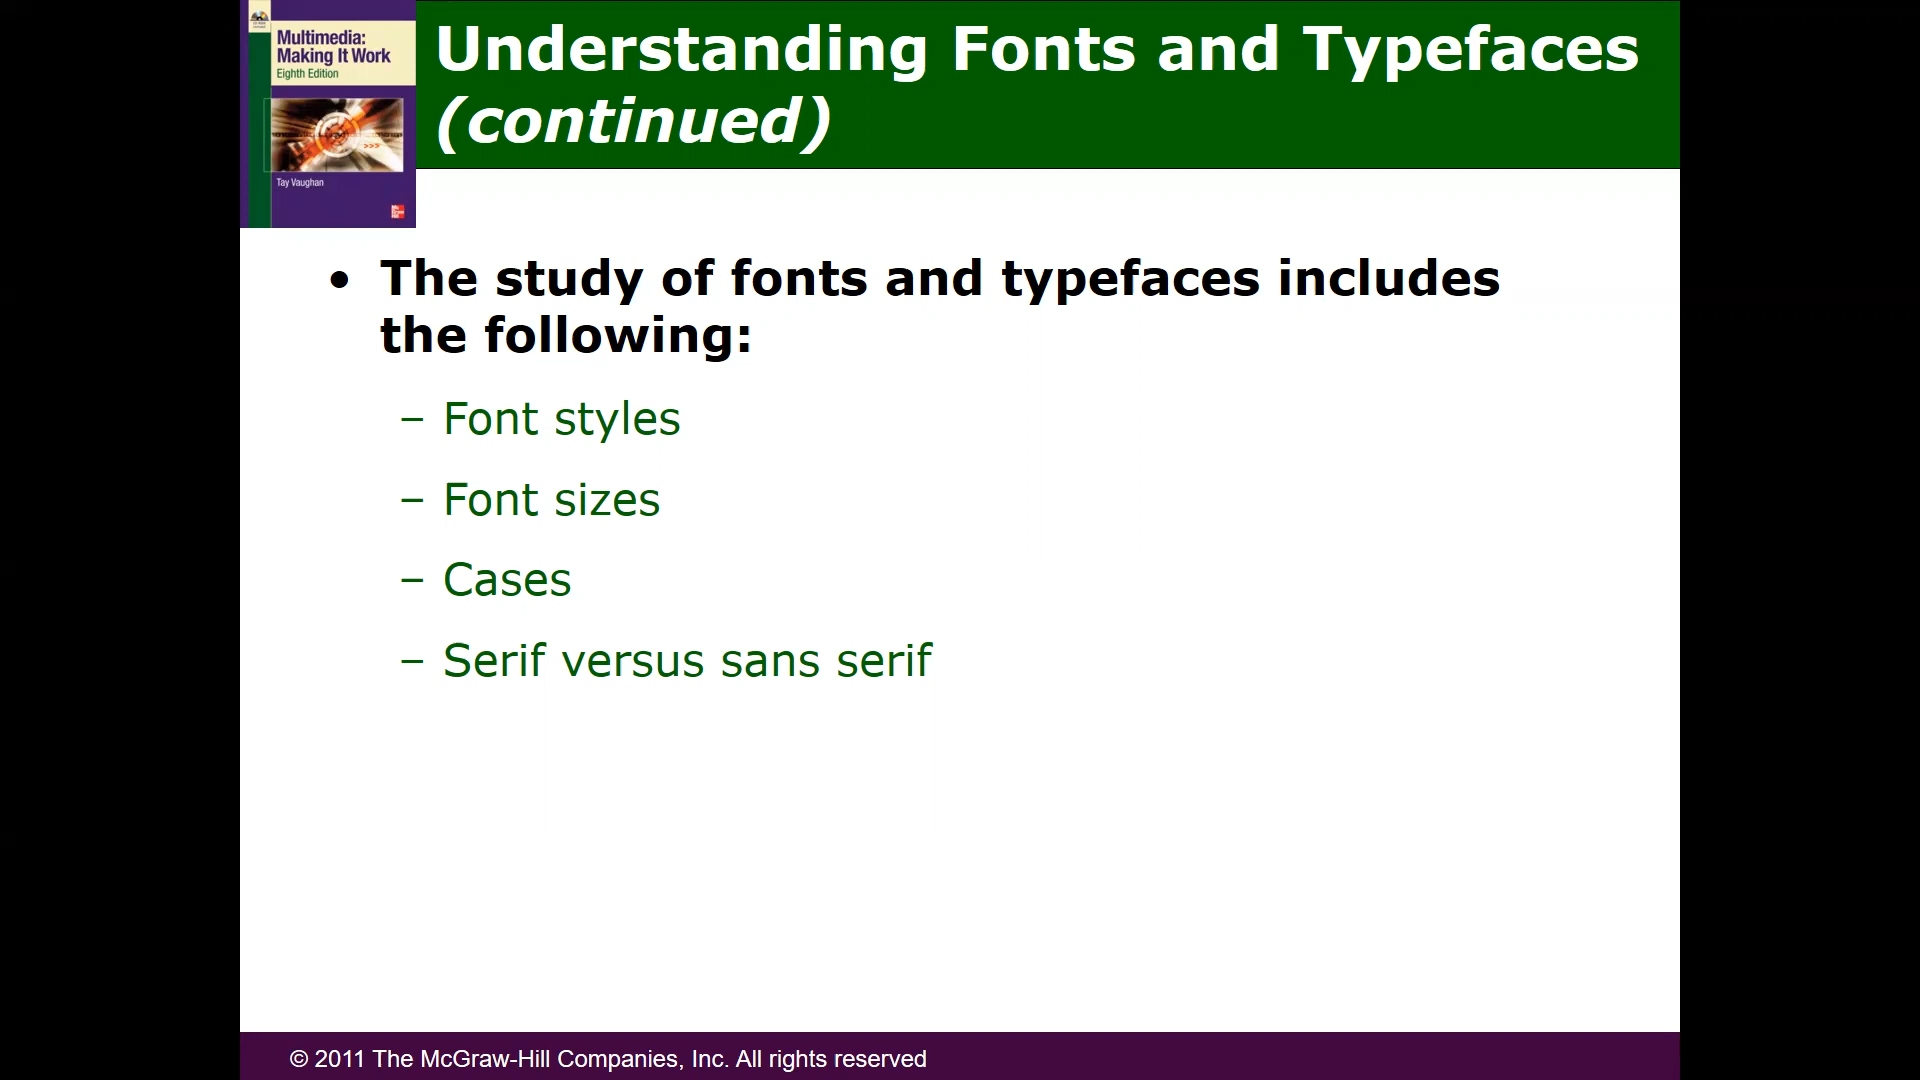 Multimedia:
Making It Work
Eighth Edition
Tay Vaughan
Understanding Fonts and Typefaces
(continued)
• The study of fonts and typefaces includes
the following:
– Font styles
– Font sizes
– Cases
– Serif versus sans serif
© 2011 The McGraw-Hill Companies, Inc. All rights reserved